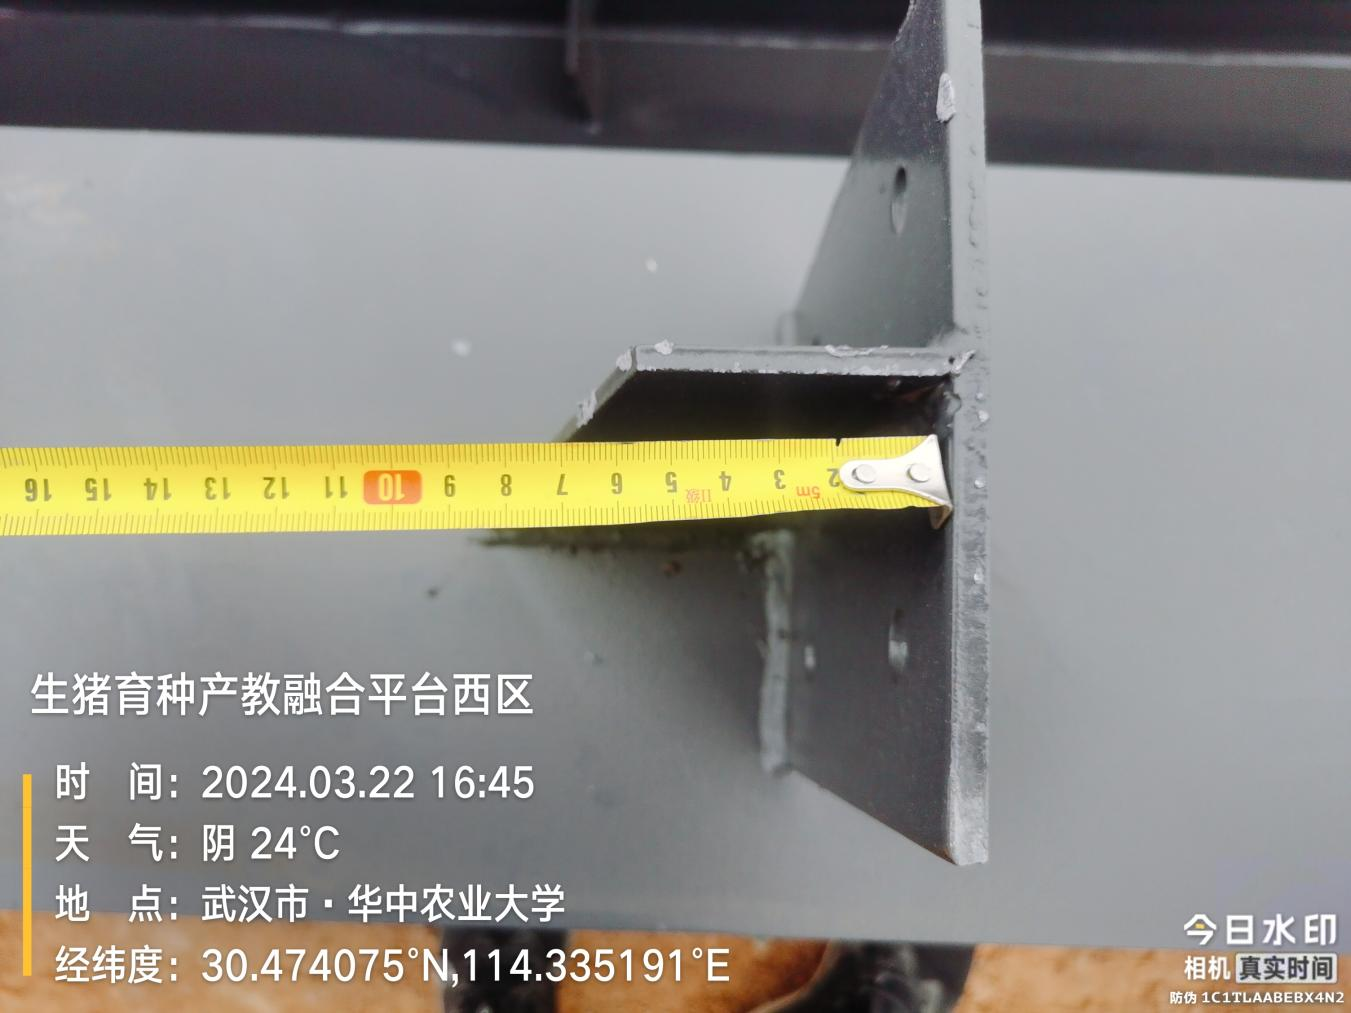 16 15 14 13 12 11 10 9 8 7 6 5 II级 4 3 5m 2
生猪育种产教融合平台西区
时 间：2024.03.22 16:45
天 气：阴 24°C
地 点：武汉市·华中农业大学
经纬度：30.474075°N,114.335191°E
今日水印
相机 真实时间
防伪 1C1TLAABEBX4N2